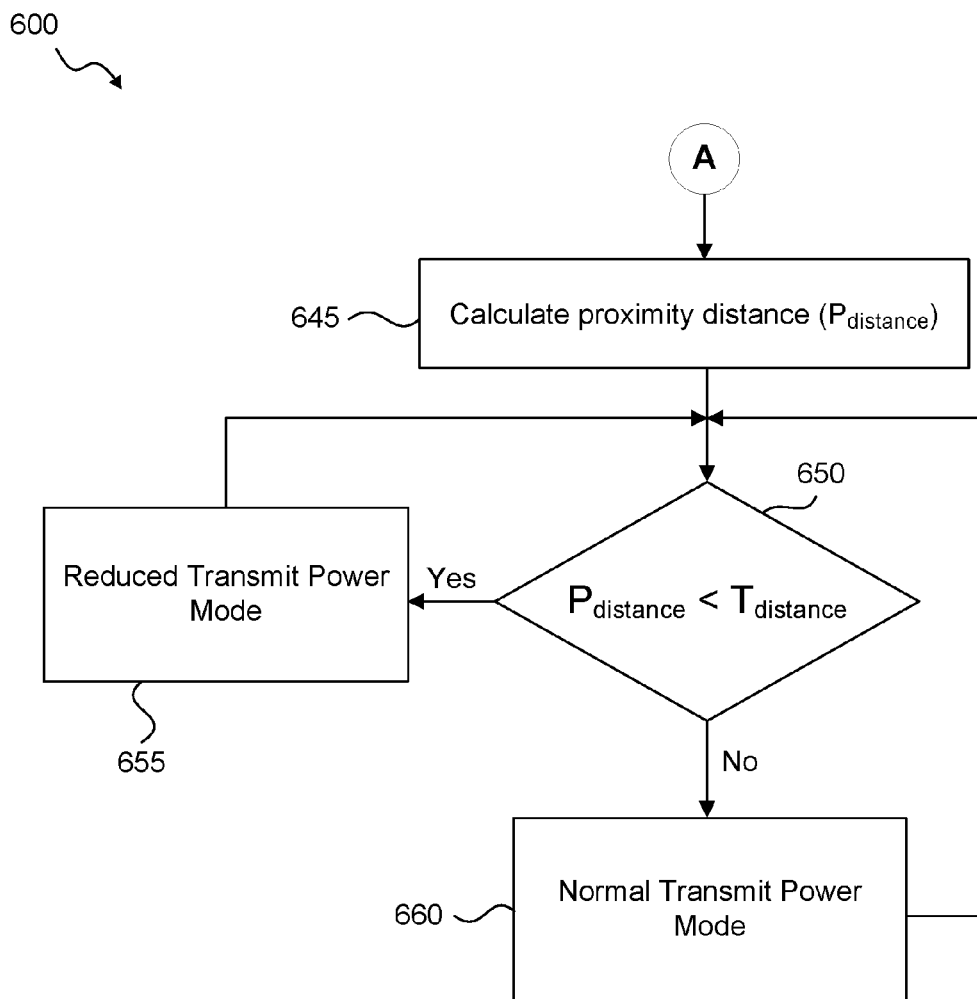 600
A
645
Calculate proximity distance (Pdistance)
650
Reduced Transmit Power
Mode
Yes
Pdistance < Tdistance
655
No
Normal Transmit Power
Mode
660